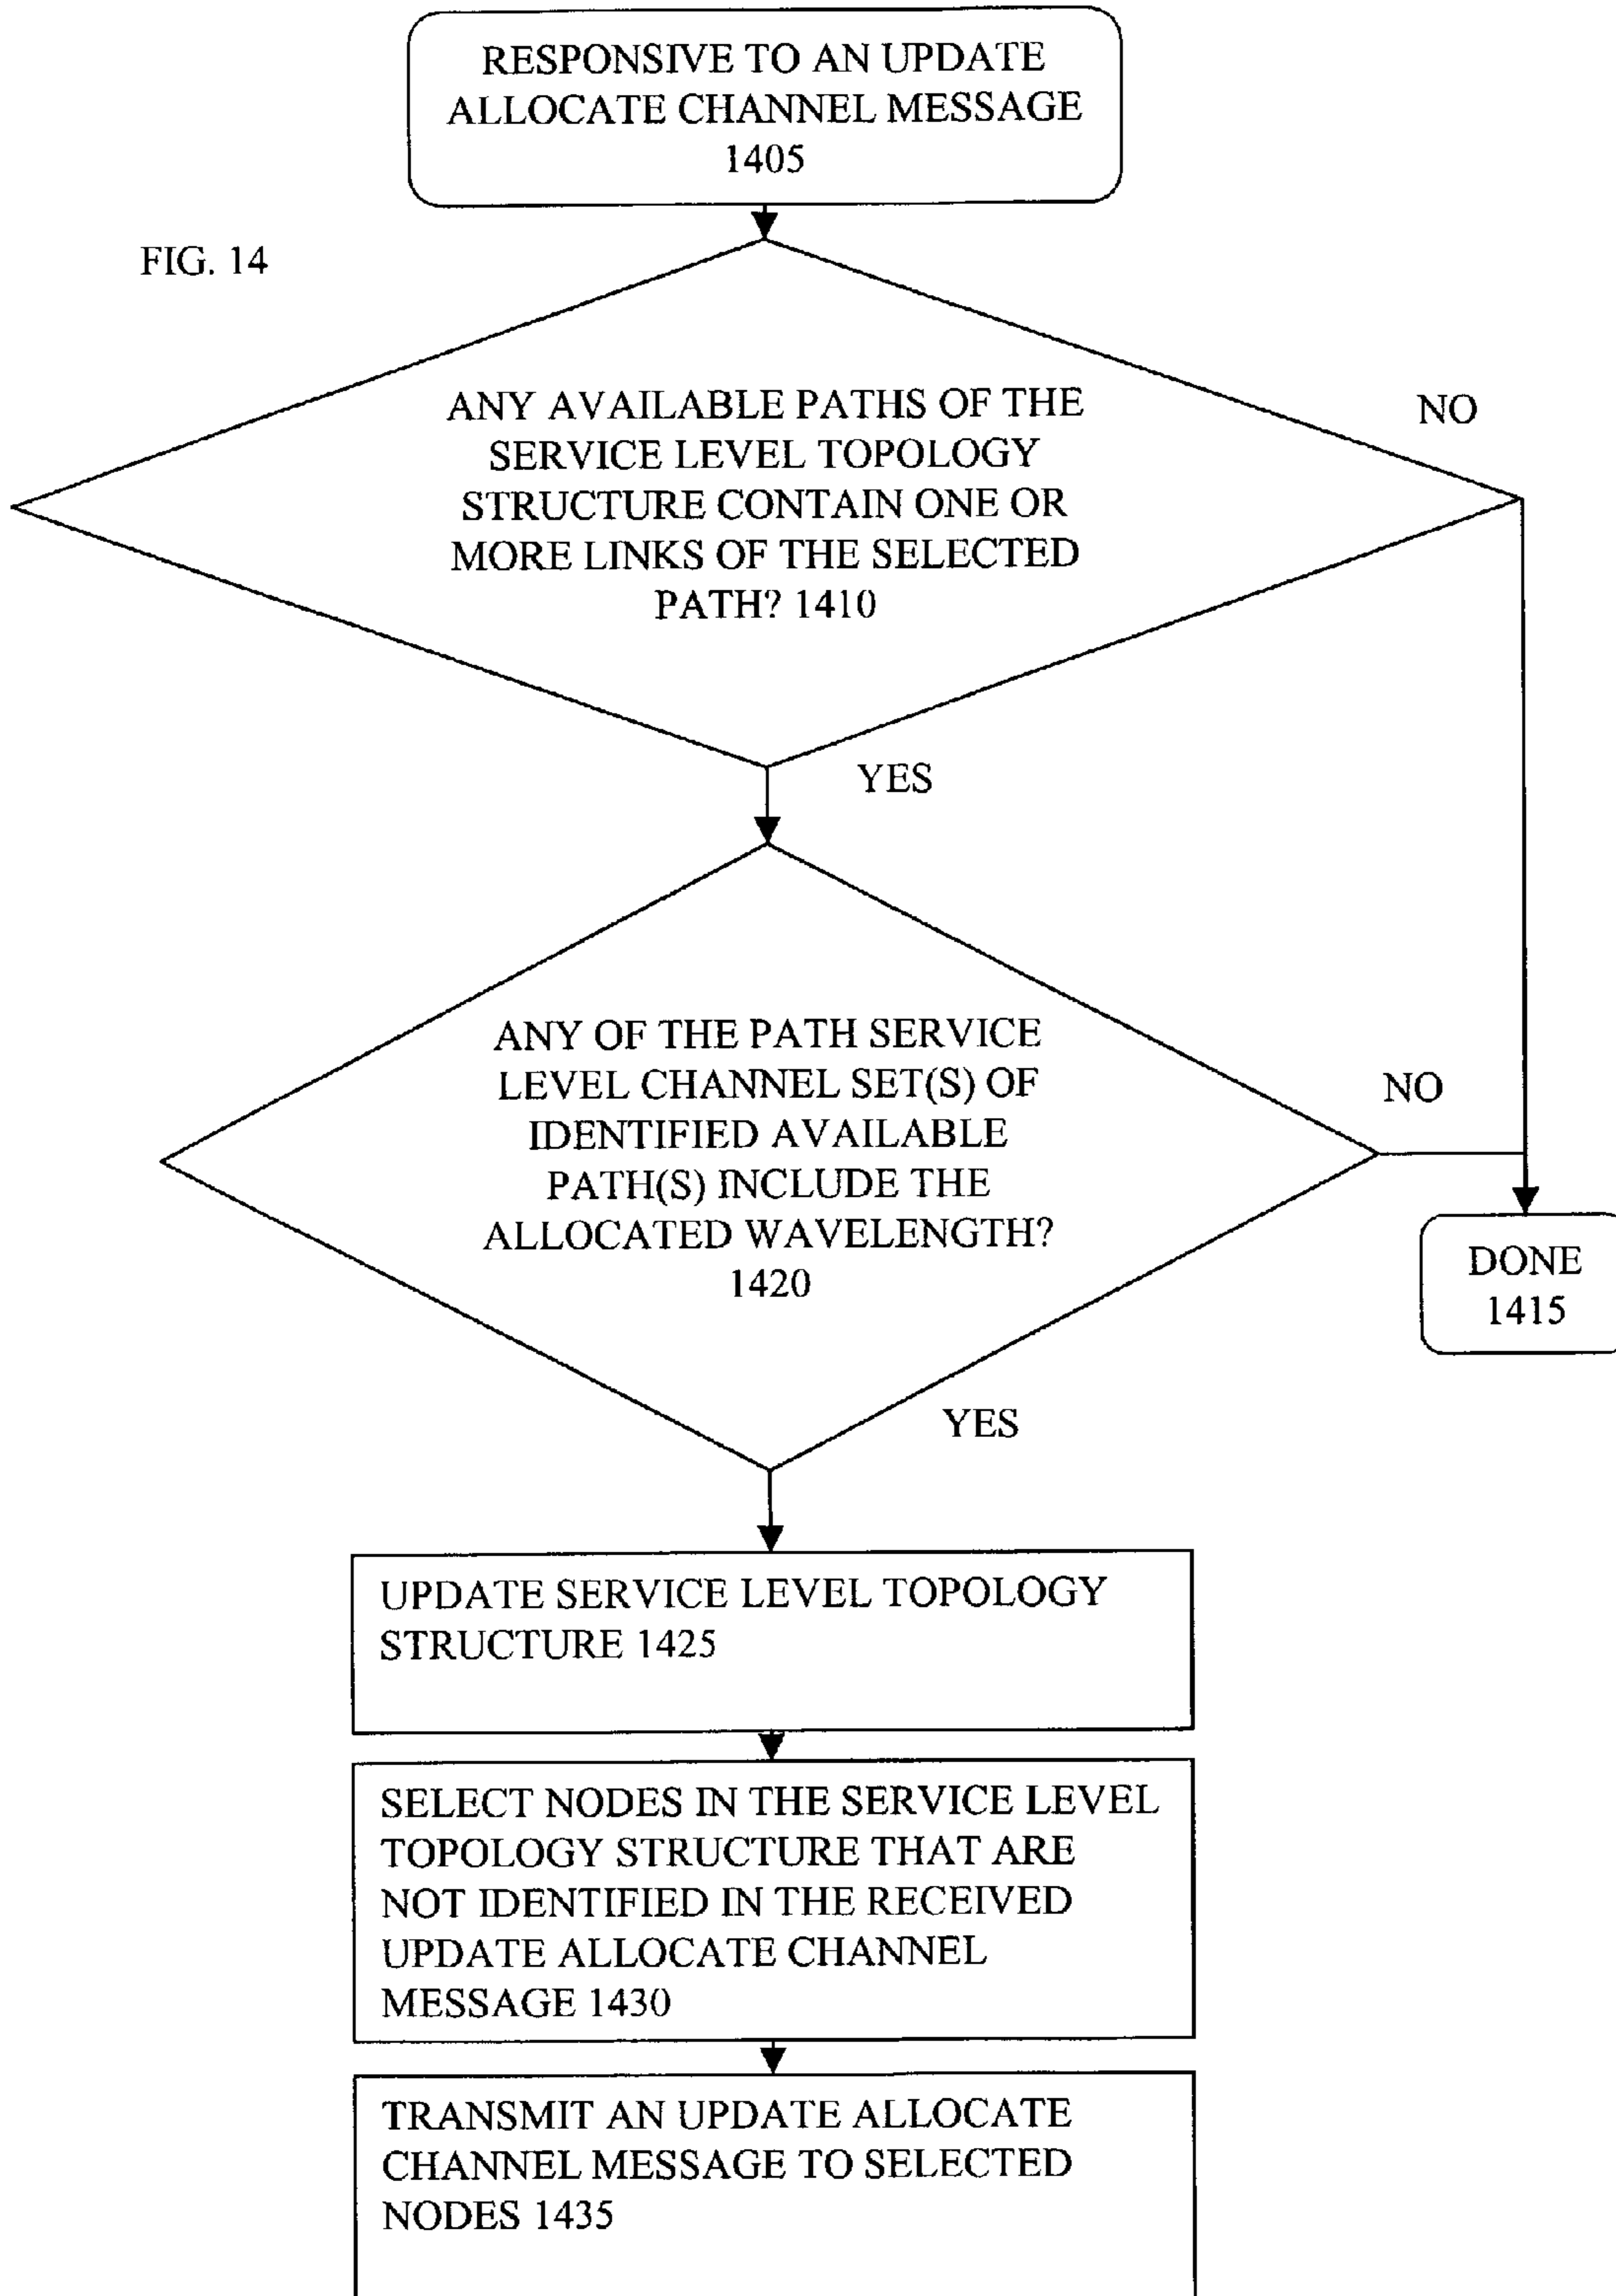 RESPONSIVE TO AN UPDATE
ALLOCATE CHANNEL MESSAGE
1405
FIG. 14
ANY AVAILABLE PATHS OF THE
SERVICE LEVEL TOPOLOGY
STRUCTURE CONTAIN ONE OR
MORE LINKS OF THE SELECTED
PATH? 1410
NO
YES
ANY OF THE PATH SERVICE
LEVEL CHANNEL SET(S) OF
IDENTIFIED AVAILABLE
PATH(S) INCLUDE THE
ALLOCATED WAVELENGTH?
1420
NO
DONE
1415
YES
UPDATE SERVICE LEVEL TOPOLOGY
STRUCTURE 1425
SELECT NODES IN THE SERVICE LEVEL
TOPOLOGY STRUCTURE THAT ARE
NOT IDENTIFIED IN THE RECEIVED
UPDATE ALLOCATE CHANNEL
MESSAGE 1430
TRANSMIT AN UPDATE ALLOCATE
CHANNEL MESSAGE TO SELECTED
NODES 1435